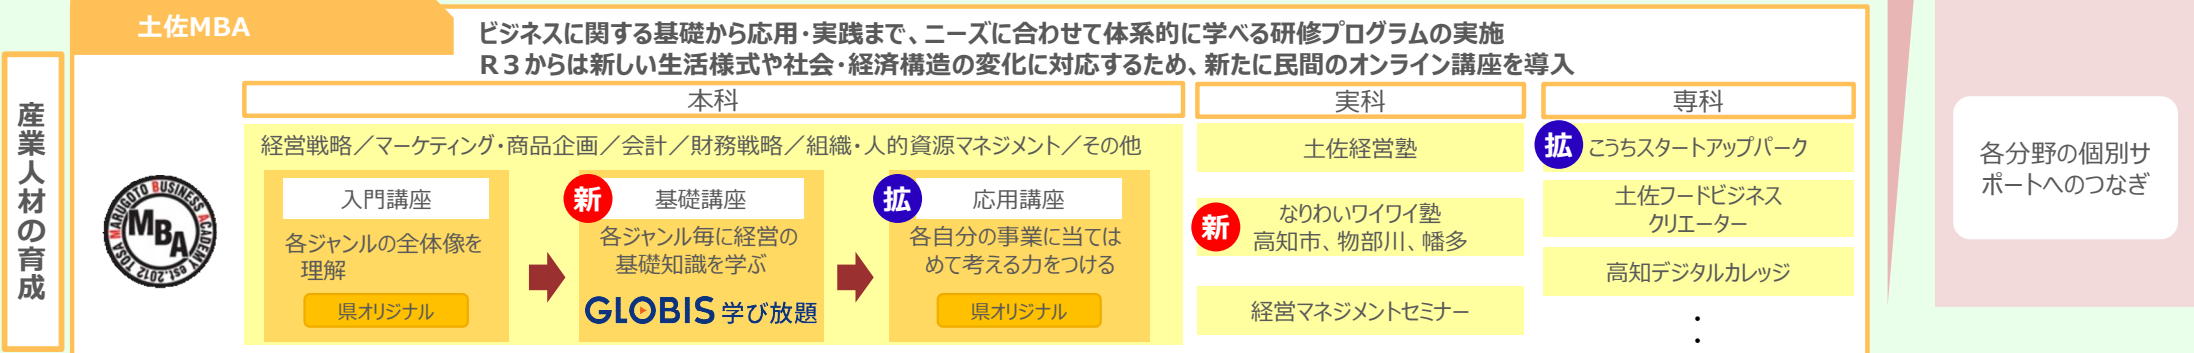 土佐MBA
ビジネスに関する基礎から応用・実践まで、ニーズに合わせて体系的に学べる研修プログラムの実施
R３からは新しい生活様式や社会・経済構造の変化に対応するため、新たに民間のオンライン講座を導入
産業人材の育成
TOSA MARUGOTO BUSINESS ACADEMY
MBA
est.2012
本科
経営戦略／マーケティング・商品企画／会計／財務戦略／組織・人的資源マネジメント／その他
入門講座
各ジャンルの全体像を
理解
県オリジナル
新
基礎講座
各ジャンル毎に経営の
基礎知識を学ぶ
GLOBIS 学び放題
拡
応用講座
各自分の事業に当ては
めて考える力をつける
県オリジナル
実科
土佐経営塾
新
なりわいワイワイ塾
高知市、物部川、幡多
経営マネジメントセミナー
専科
拡
こうちスタートアップパーク
土佐フードビジネス
クリエーター
高知デジタルカレッジ
・
・
各分野の個別サ
ポートへのつなぎ